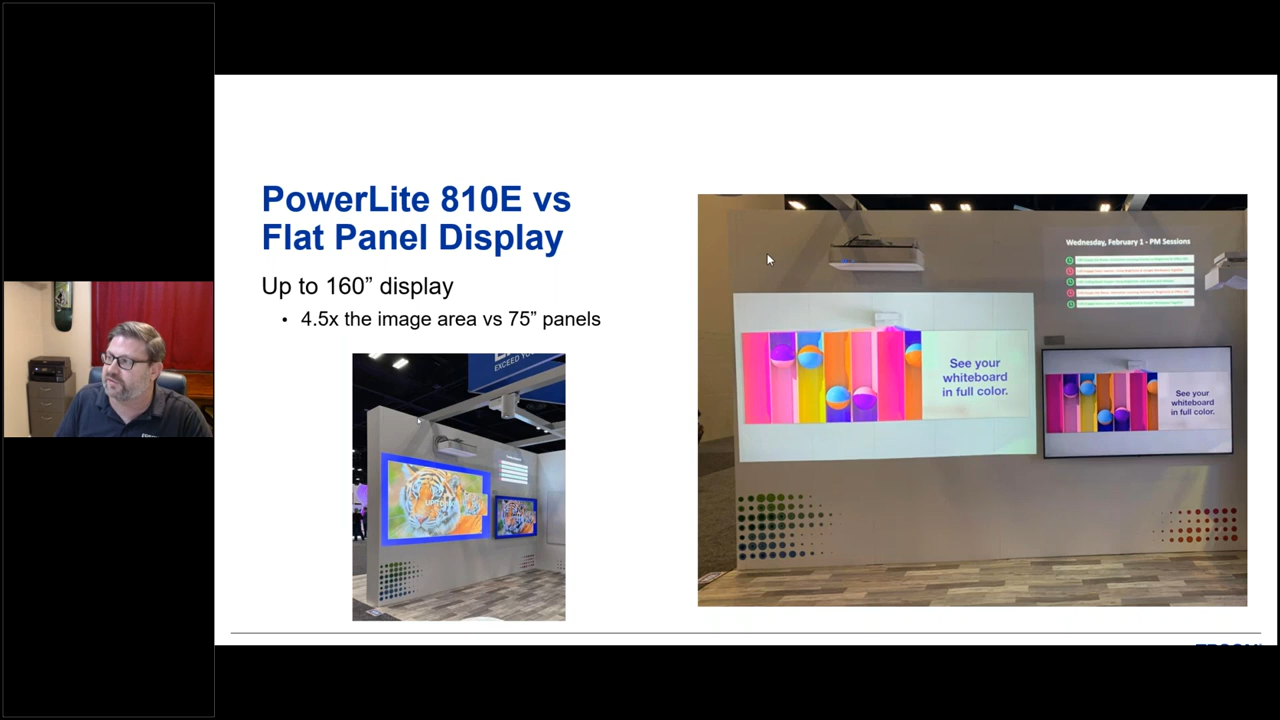 PowerLite 810E vs
Flat Panel Display
Up to 160” display
• 4.5x the image area vs 75” panels
Wednesday, February 1 - PM Sessions
See your
whiteboard
in full color.
See your
whiteboard
in full color.